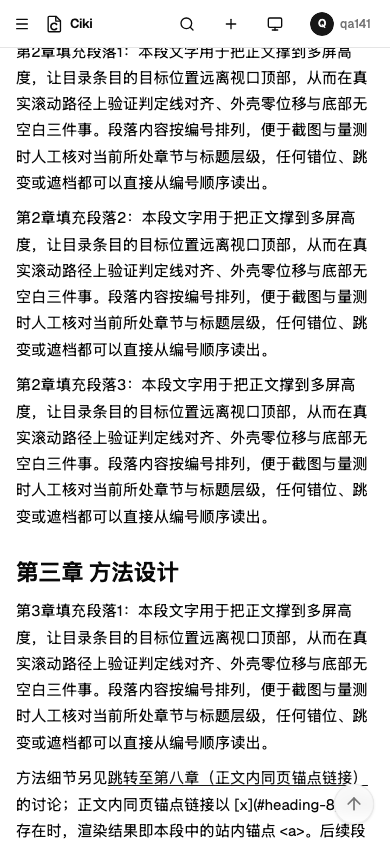 Ciki
Q
qa141
第2章填充段落1：本段文字用于把正文撑到多屏高
度，让目录条目的目标位置远离视口顶部，从而在真
实滚动路径上验证判定线对齐、外壳零位移与底部无
空白三件事。段落内容按编号排列，便于截图与量测
时人工核对当前所处章节与标题层级，任何错位、跳
变或遮档都可以直接从编号顺序读出。
第2章填充段落2：本段文字用于把正文撑到多屏高
度，让目录条目的目标位置远离视口顶部，从而在真
实滚动路径上验证判定线对齐、外壳零位移与底部无
空白三件事。段落内容按编号排列，便于截图与量测
时人工核对当前所处章节与标题层级，任何错位、跳
变或遮档都可以直接从编号顺序读出。
第2章填充段落3：本段文字用于把正文撑到多屏高
度，让目录条目的目标位置远离视口顶部，从而在真
实滚动路径上验证判定线对齐、外壳零位移与底部无
空白三件事。段落内容按编号排列，便于截图与量测
时人工核对当前所处章节与标题层级，任何错位、跳
变或遮档都可以直接从编号顺序读出。
第三章 方法设计
第3章填充段落1：本段文字用于把正文撑到多屏高
度，让目录条目的目标位置远离视口顶部，从而在真
实滚动路径上验证判定线对齐、外壳零位移与底部无
空白三件事。段落内容按编号排列，便于截图与量测
时人工核对当前所处章节与标题层级，任何错位、跳
变或遮档都可以直接从编号顺序读出。
方法细节另见跳转至第八章（正文内同页锚点链接）
的讨论；正文内同页锚点链接以 [x](#heading-8
存在时，渲染结果即本段中的站内锚点 <a>。后续段